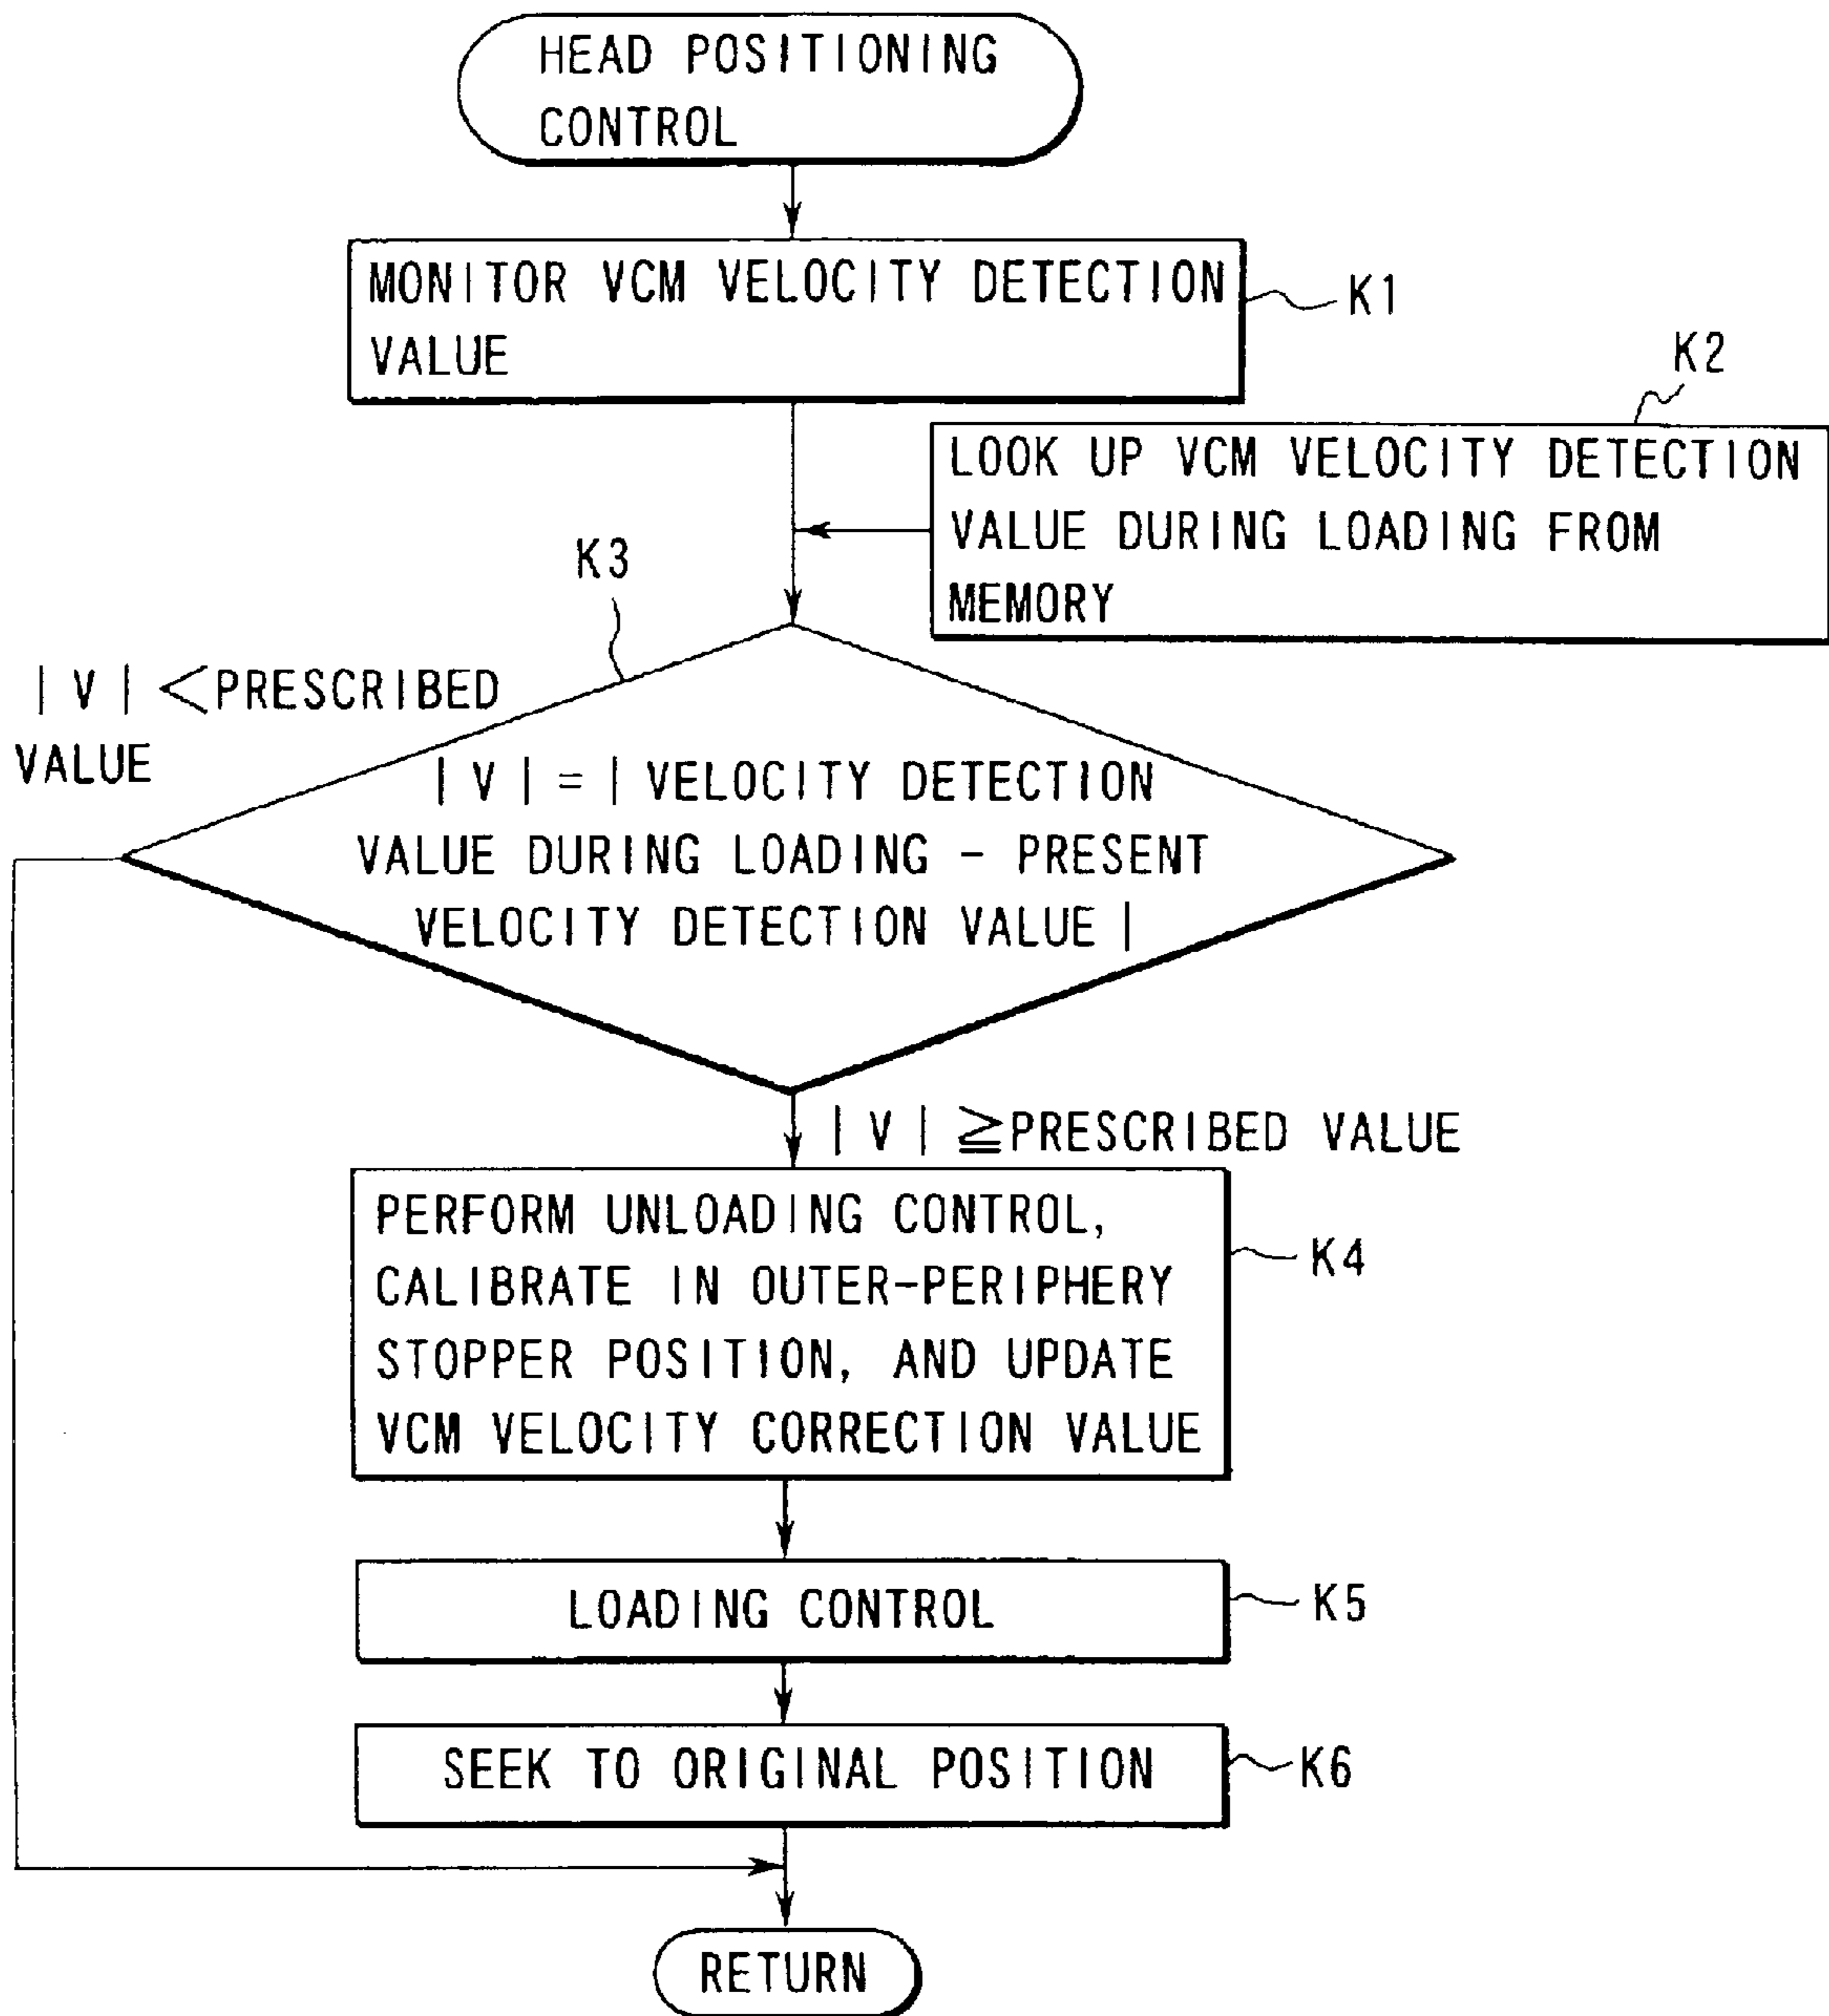 HEAD POSITIONING
CONTROL
MONITOR VCM VELOCITY DETECTION
VALUE
K1
K2
LOOK UP VCM VELOCITY DETECTION
VALUE DURING LOADING FROM
MEMORY
K3
| V | <PRESCRIBED
VALUE
| V | = | VELOCITY DETECTION
VALUE DURING LOADING - PRESENT
VELOCITY DETECTION VALUE |
| V | ≧PRESCRIBED VALUE
PERFORM UNLOADING CONTROL,
CALIBRATE IN OUTER-PERIPHERY
STOPPER POSITION, AND UPDATE
VCM VELOCITY CORRECTION VALUE
K4
LOADING CONTROL
K5
SEEK TO ORIGINAL POSITION
K6
RETURN